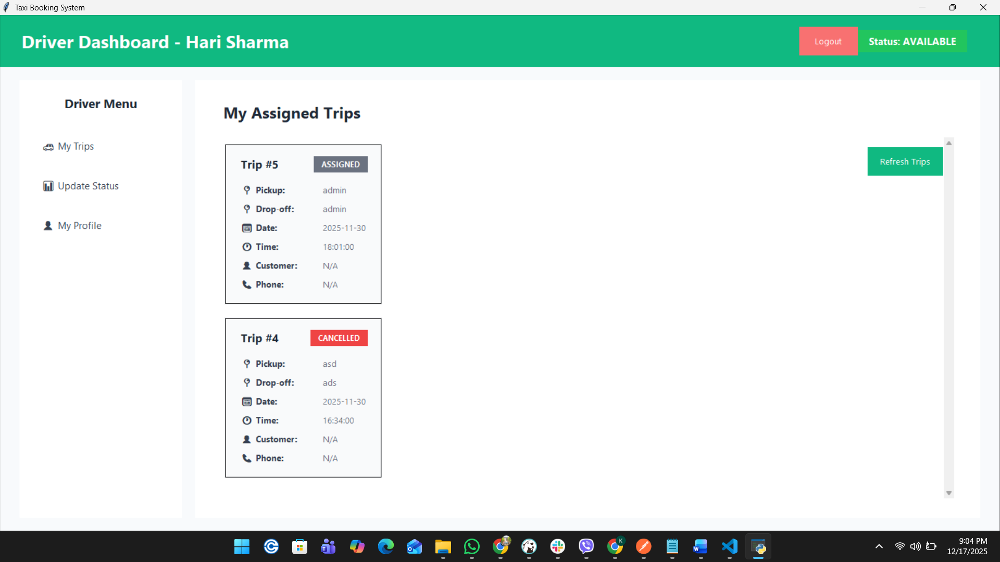 Taxi Booking System
Driver Dashboard - Hari Sharma
Logout
Status: AVAILABLE
Driver Menu
My Trips
Update Status
My Profile
My Assigned Trips
Refresh Trips
Trip #5
ASSIGNED
Pickup: admin
Drop-off: admin
Date: 2025-11-30
Time: 18:01:00
Customer: N/A
Phone: N/A
Trip #4
CANCELLED
Pickup: asd
Drop-off: ads
Date: 2025-11-30
Time: 16:34:00
Customer: N/A
Phone: N/A
9:04 PM
12/17/2025